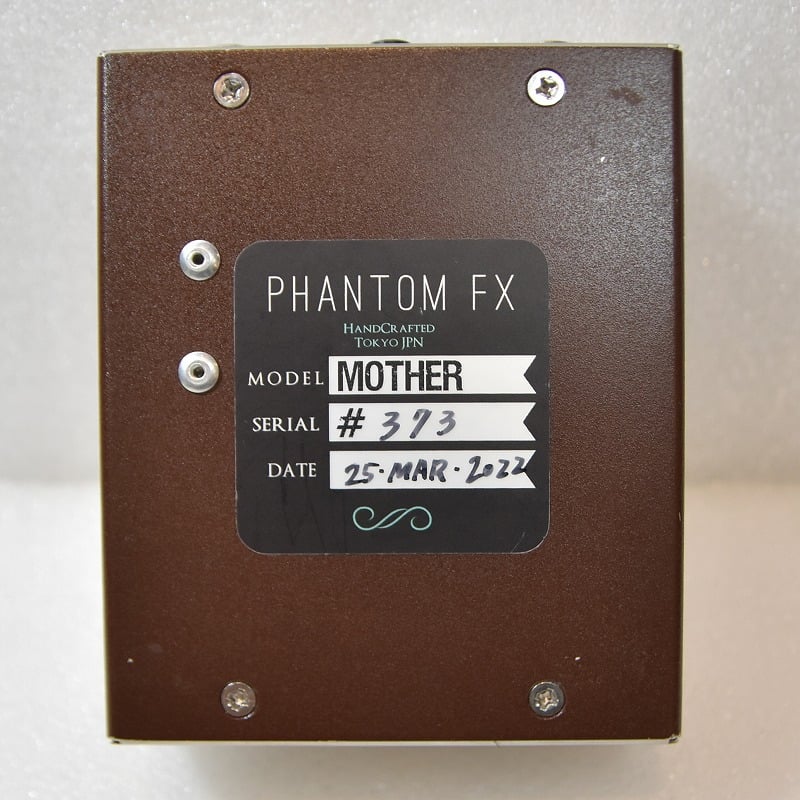 PHANTOM FX
HANDCRAFTED
TOKYO JPN
MODEL MOTHER
SERIAL # 373
DATE 25·MAR·2022